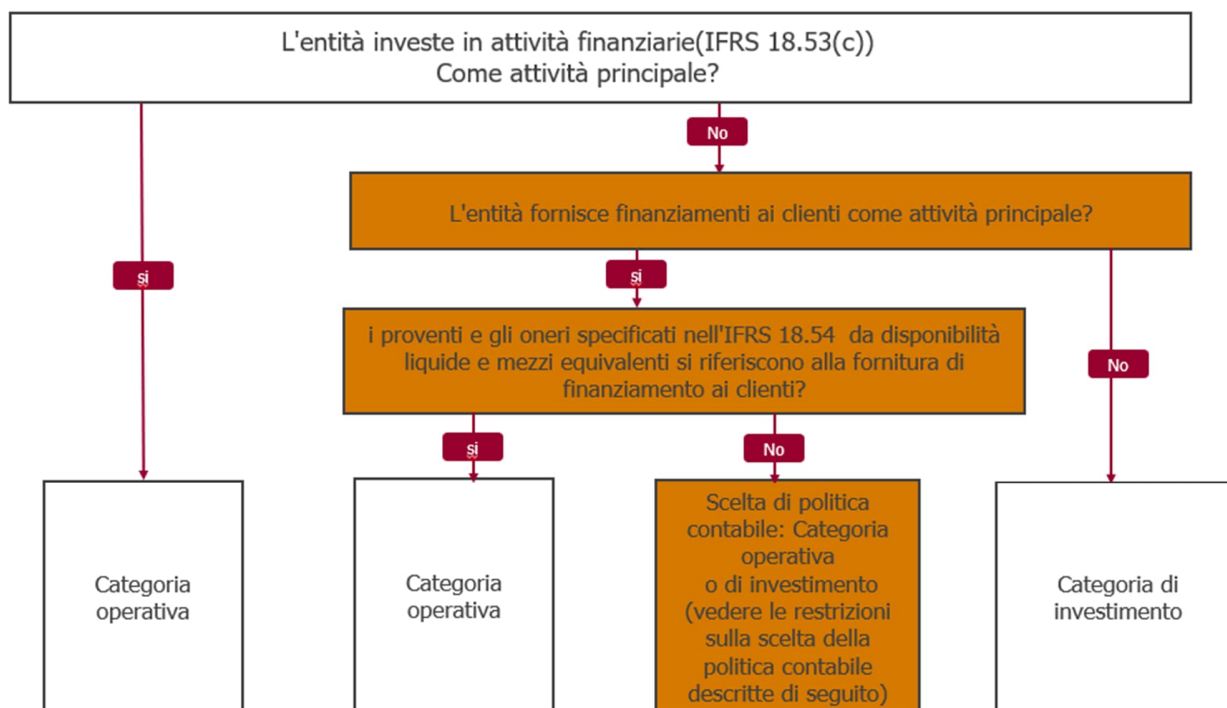 L'entità investe in attività finanziarie(IFRS 18.53(c))
Come attività principale?
No
L'entità fornisce finanziamenti ai clienti come attività principale?
si
si
i proventi e gli oneri specificati nell'IFRS 18.54 da disponibilità
liquide e mezzi equivalenti si riferiscono alla fornitura di
finanziamento ai clienti?
No
si
No
Categoria
operativa
Categoria
operativa
Scelta di politica
contabile: Categoria
operativa
o di investimento
(vedere le restrizioni
sulla scelta della
politica contabile
descritte di seguito)
Categoria di
investimento